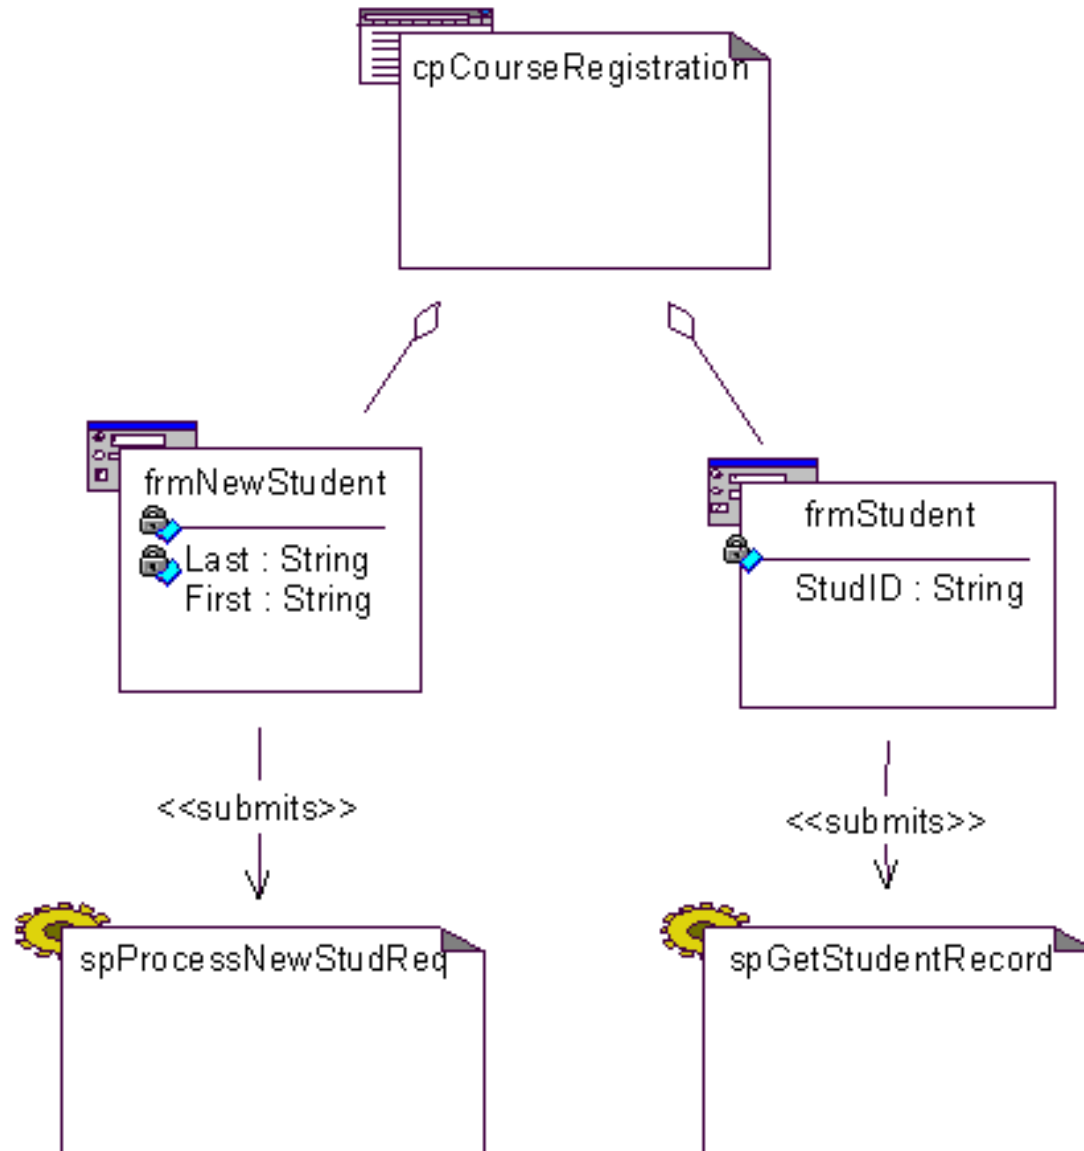 cpCourseRegistration
frmNewStudent
Last : String
First : String
frmStudent
StudID : String
<<submits>>
<<submits>>
spProcessNewStudReq
spGetStudentRecord